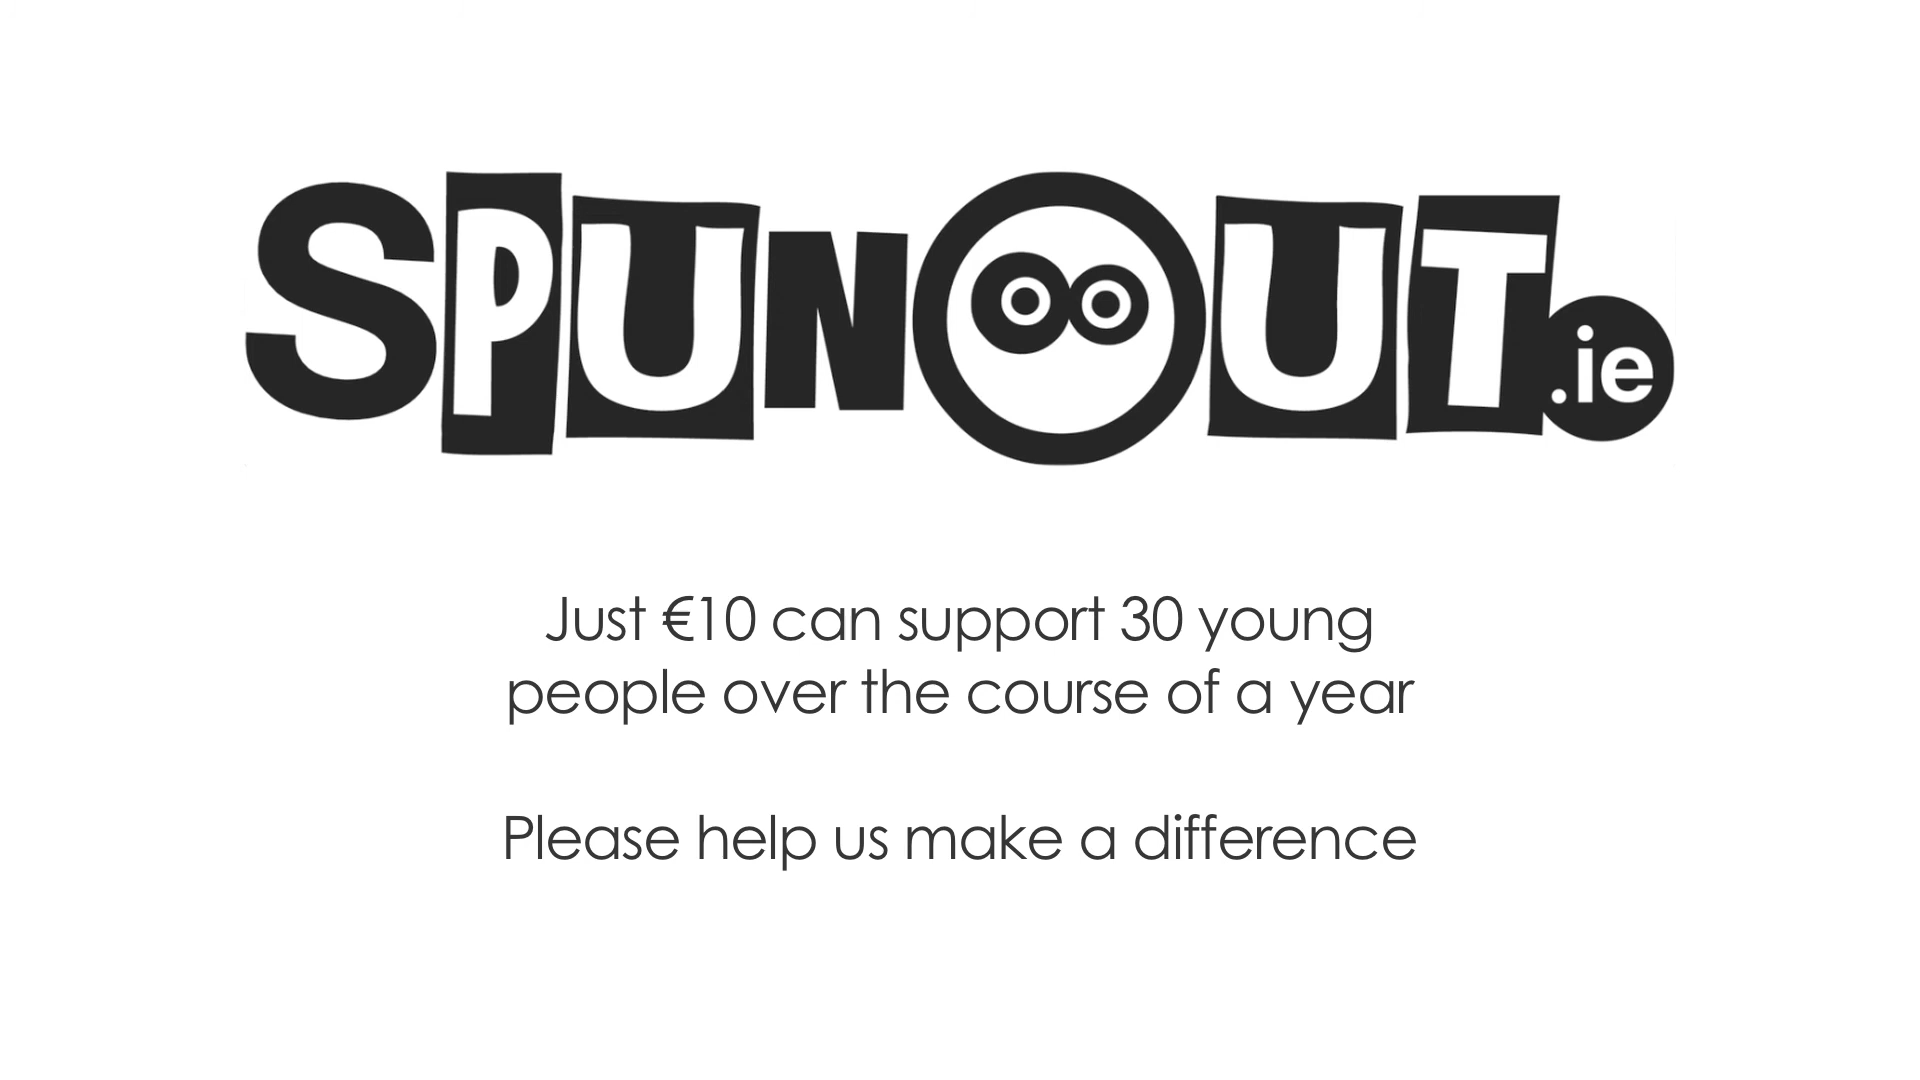 SPUNOUT.ie
Just €10 can support 30 young
people over the course of a year
Please help us make a difference